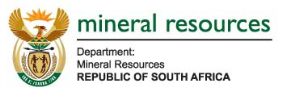 mineral resources
Department:
Mineral Resources
REPUBLIC OF SOUTH AFRICA